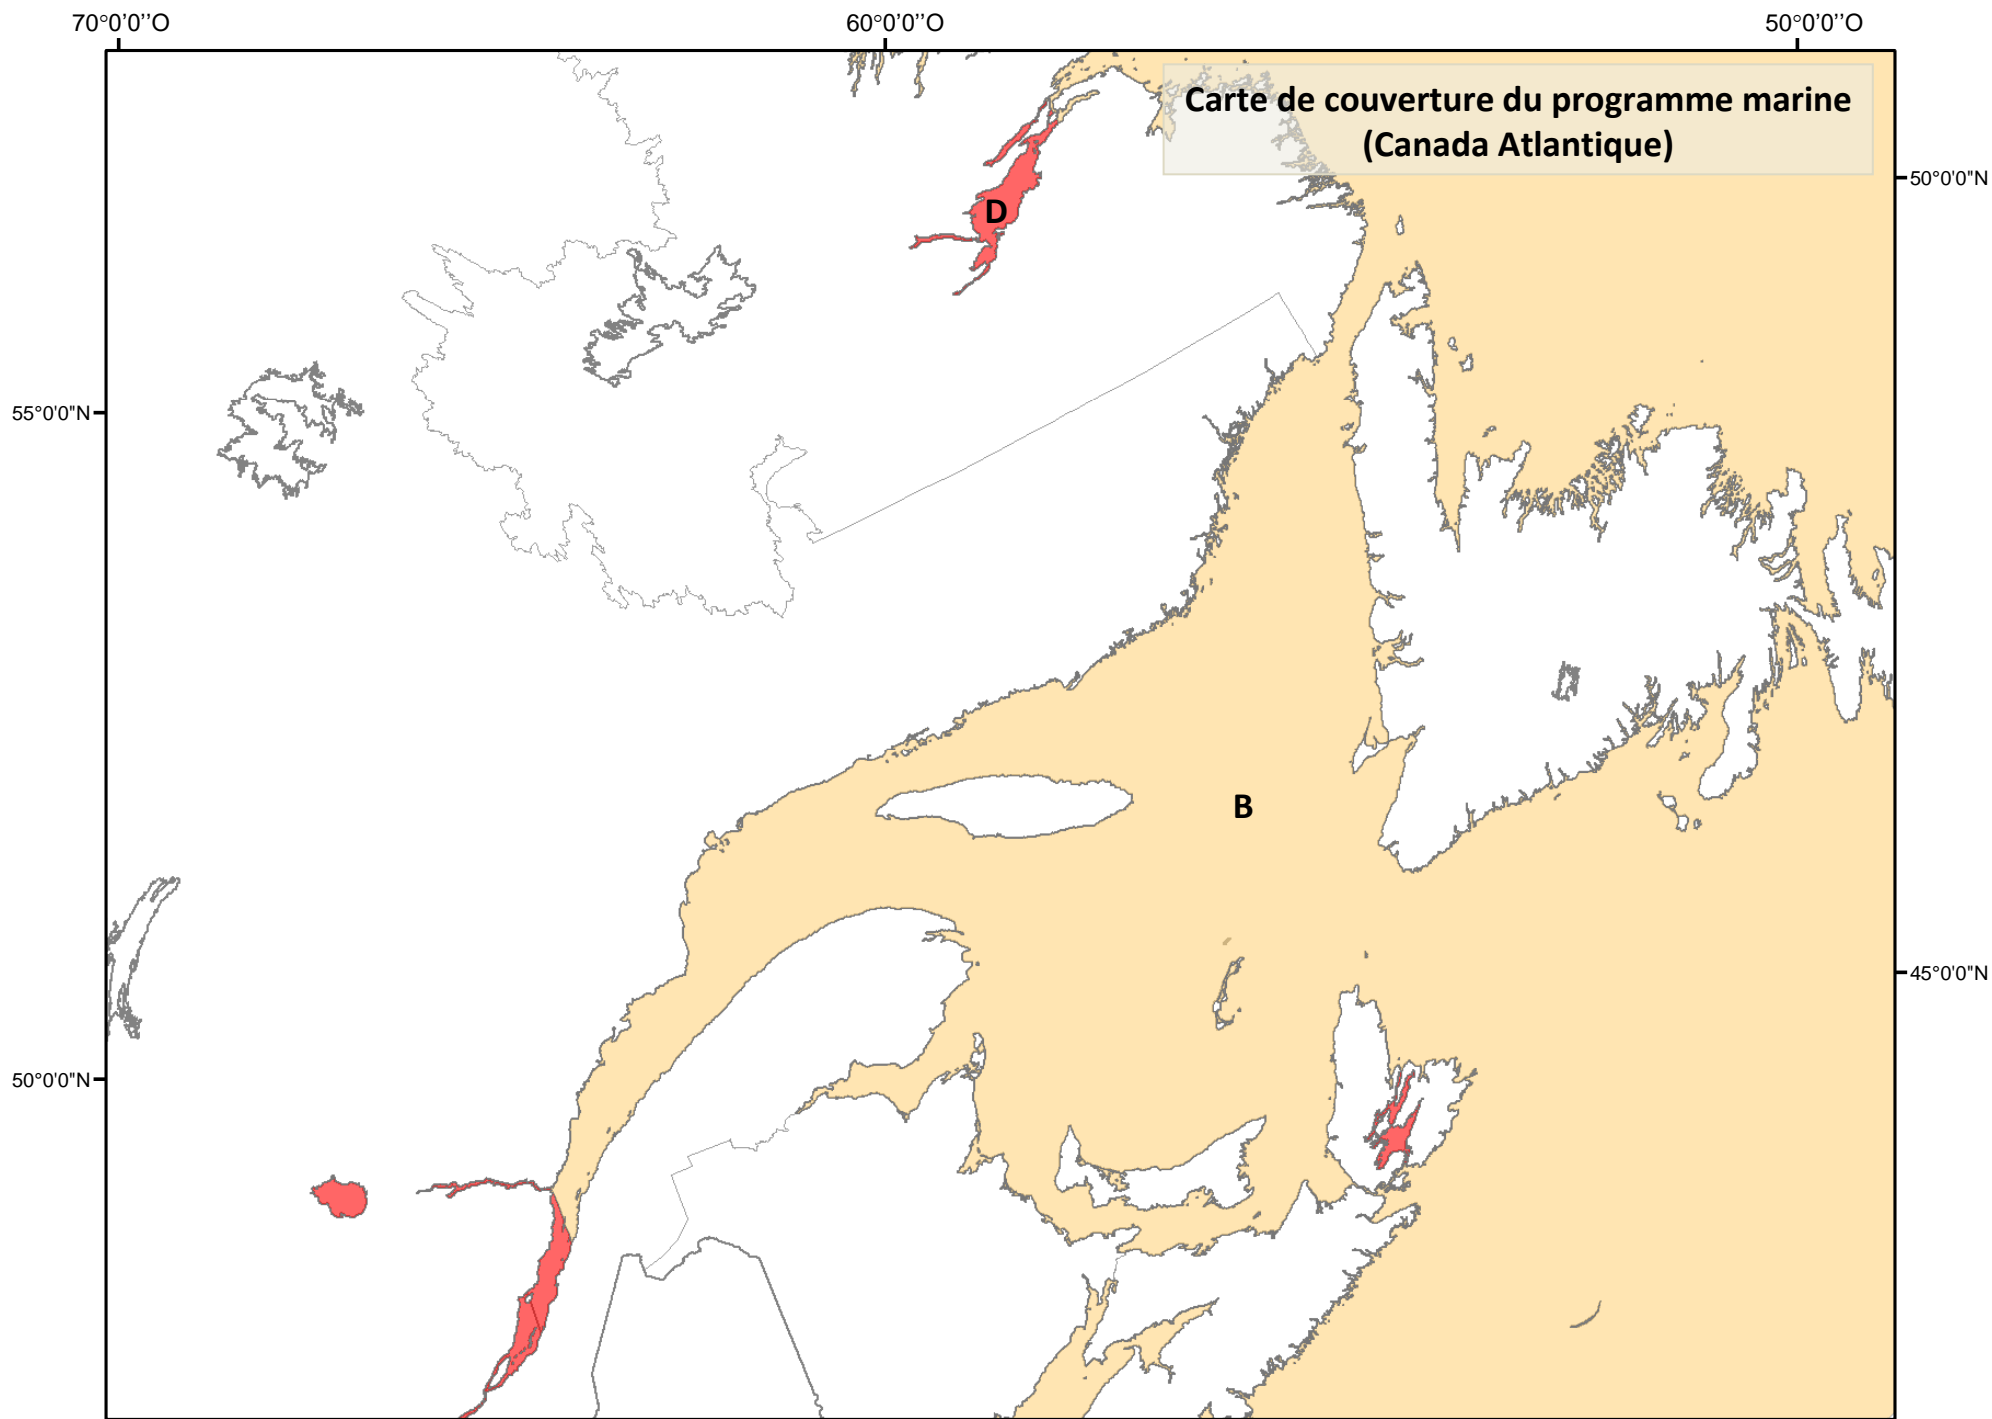 70°0'0''O 60°0'0''O 50°0'0''O
Carte de couverture du programme marine
(Canada Atlantique)
50°0'0"N
D
55°0'0"N
B
45°0'0"N
50°0'0"N